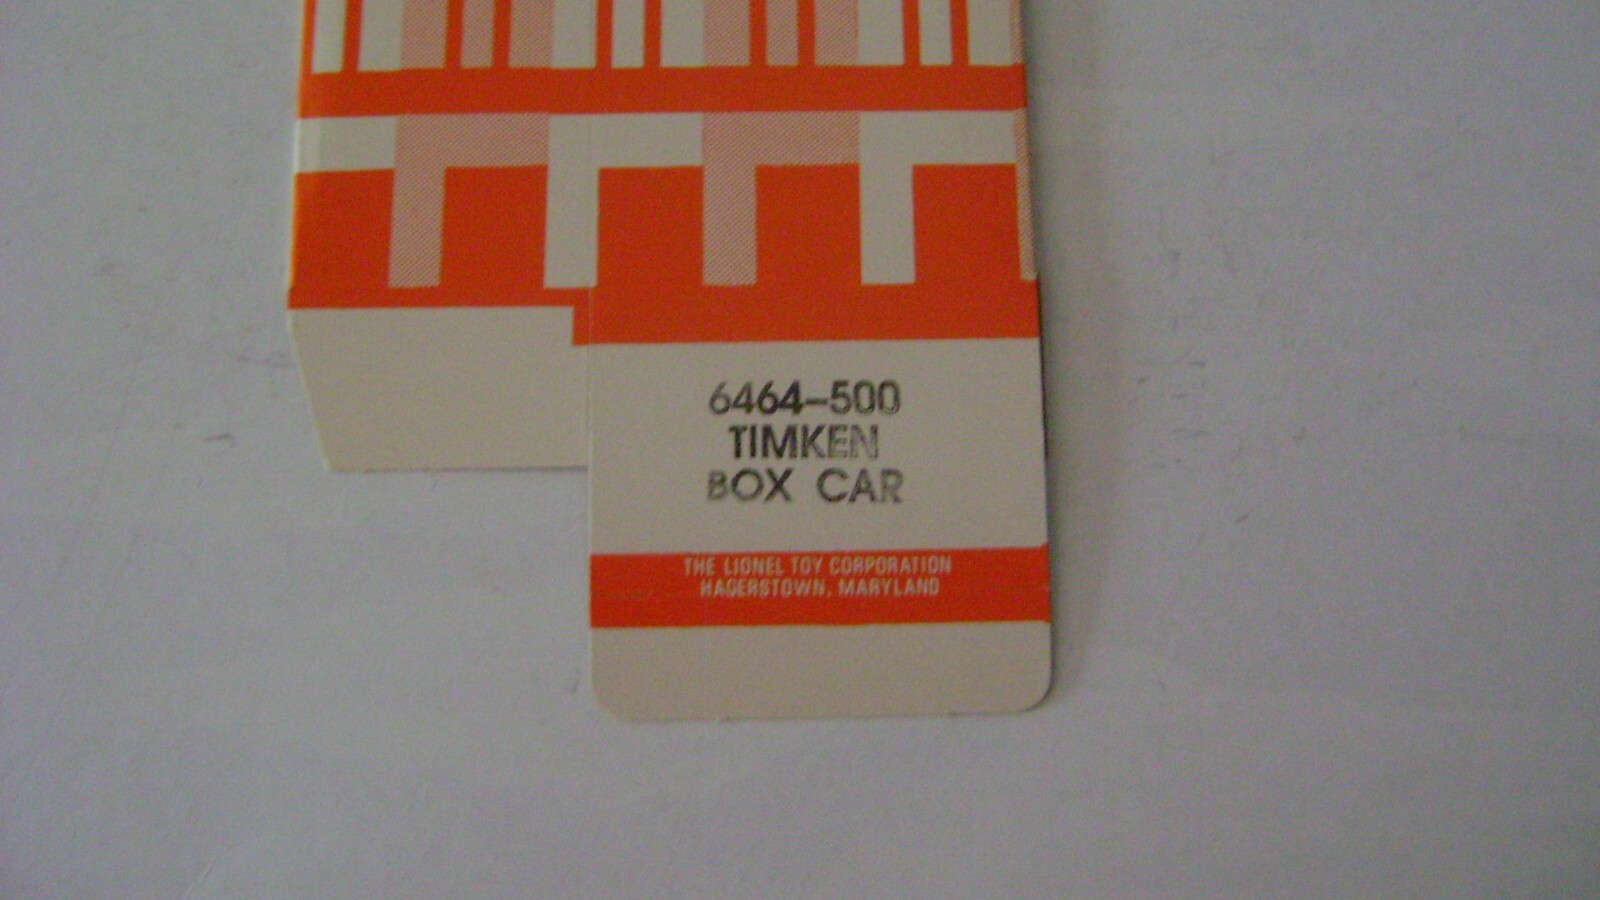 6464-500
TIMKEN
BOX CAR
THE LIONEL TOY CORPORATION
HAGERSTOWN, MARYLAND